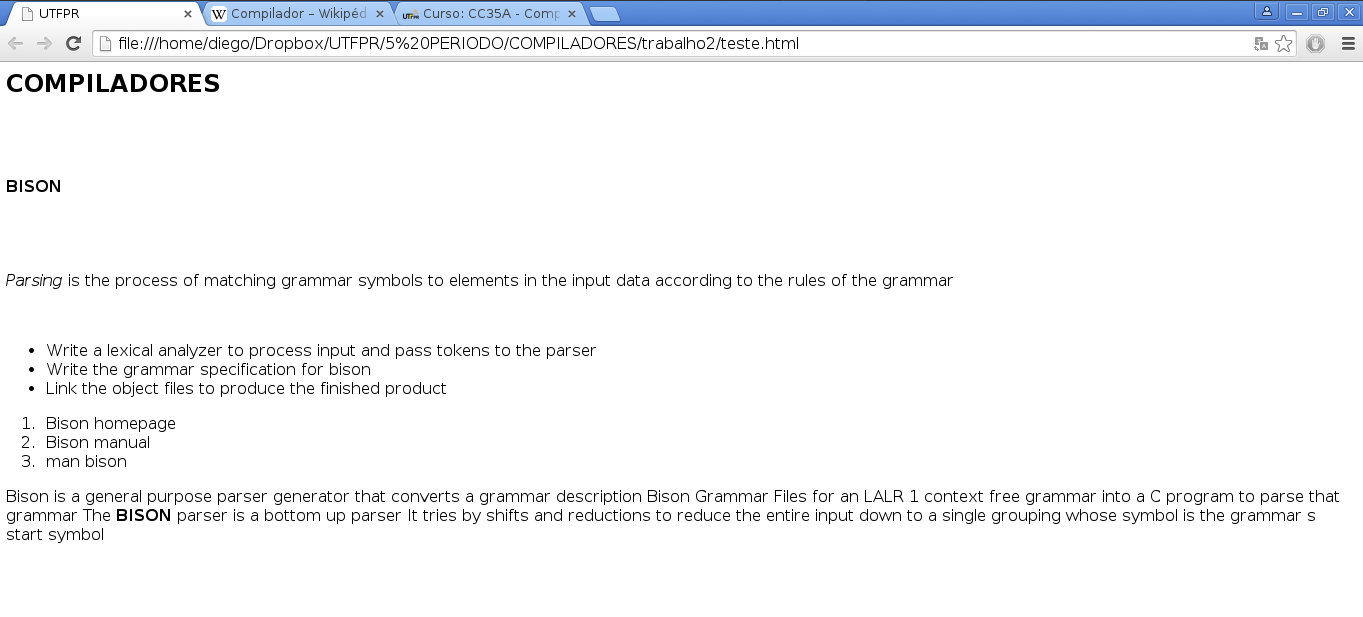 UTFPR
Compilador – Wikipéd
Curso: CC35A - Comp
file:///home/diego/Dropbox/UTFPR/5%20PERIODO/COMPILADORES/trabalho2/teste.html
COMPILADORES
BISON
Parsing is the process of matching grammar symbols to elements in the input data according to the rules of the grammar
• Write a lexical analyzer to process input and pass tokens to the parser
• Write the grammar specification for bison
• Link the object files to produce the finished product
1. Bison homepage
2. Bison manual
3. man bison
Bison is a general purpose parser generator that converts a grammar description Bison Grammar Files for an LALR 1 context free grammar into a C program to parse that
grammar The BISON parser is a bottom up parser It tries by shifts and reductions to reduce the entire input down to a single grouping whose symbol is the grammar s
start symbol